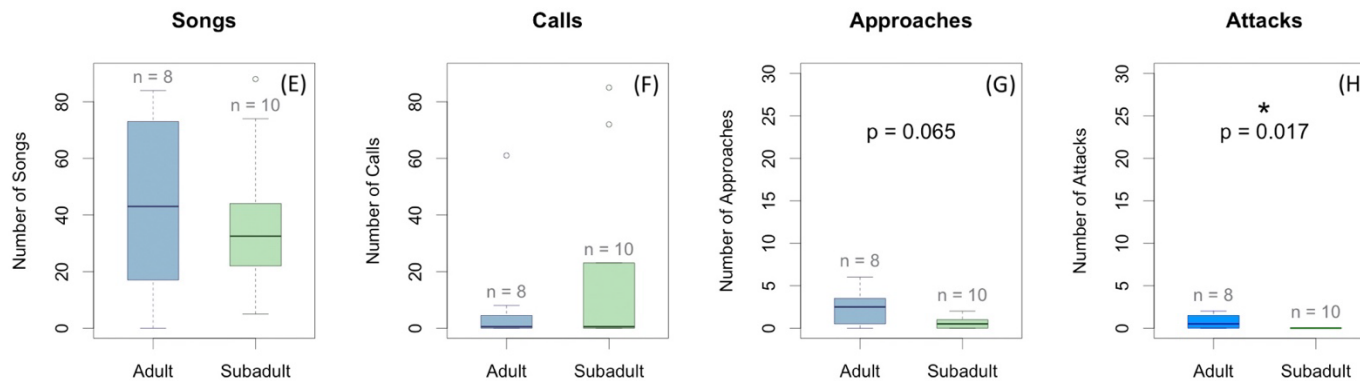 Songs
(E)
n = 8
n = 10
Number of Songs
80
60
40
20
0
Adult Subadult
Calls
(F)
n = 8
n = 10
Number of Calls
80
60
40
20
0
Adult Subadult
Approaches
(G)
p = 0.065
n = 8
n = 10
Number of Approaches
30
25
20
15
10
5
0
Adult Subadult
Attacks
(H
*
p = 0.017
n = 8
n = 10
Number of Attacks
30
25
20
15
10
5
0
Adult Subadult